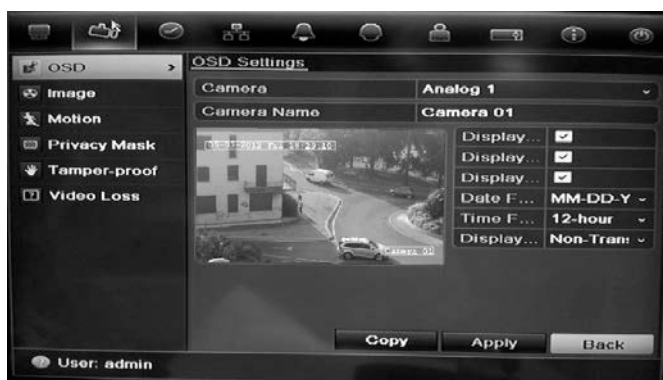 OSD
Image
Motion
Privacy Mask
Tamper-proof
Video Loss
OSD Settings
Camera Analog 1
Camera Name Camera 01
Camera 01
Display...
Display...
Display...
Date F... MM-DD-Y
Time F... 12-hour
Display... Non-Tran
Copy Apply Back
User: admin